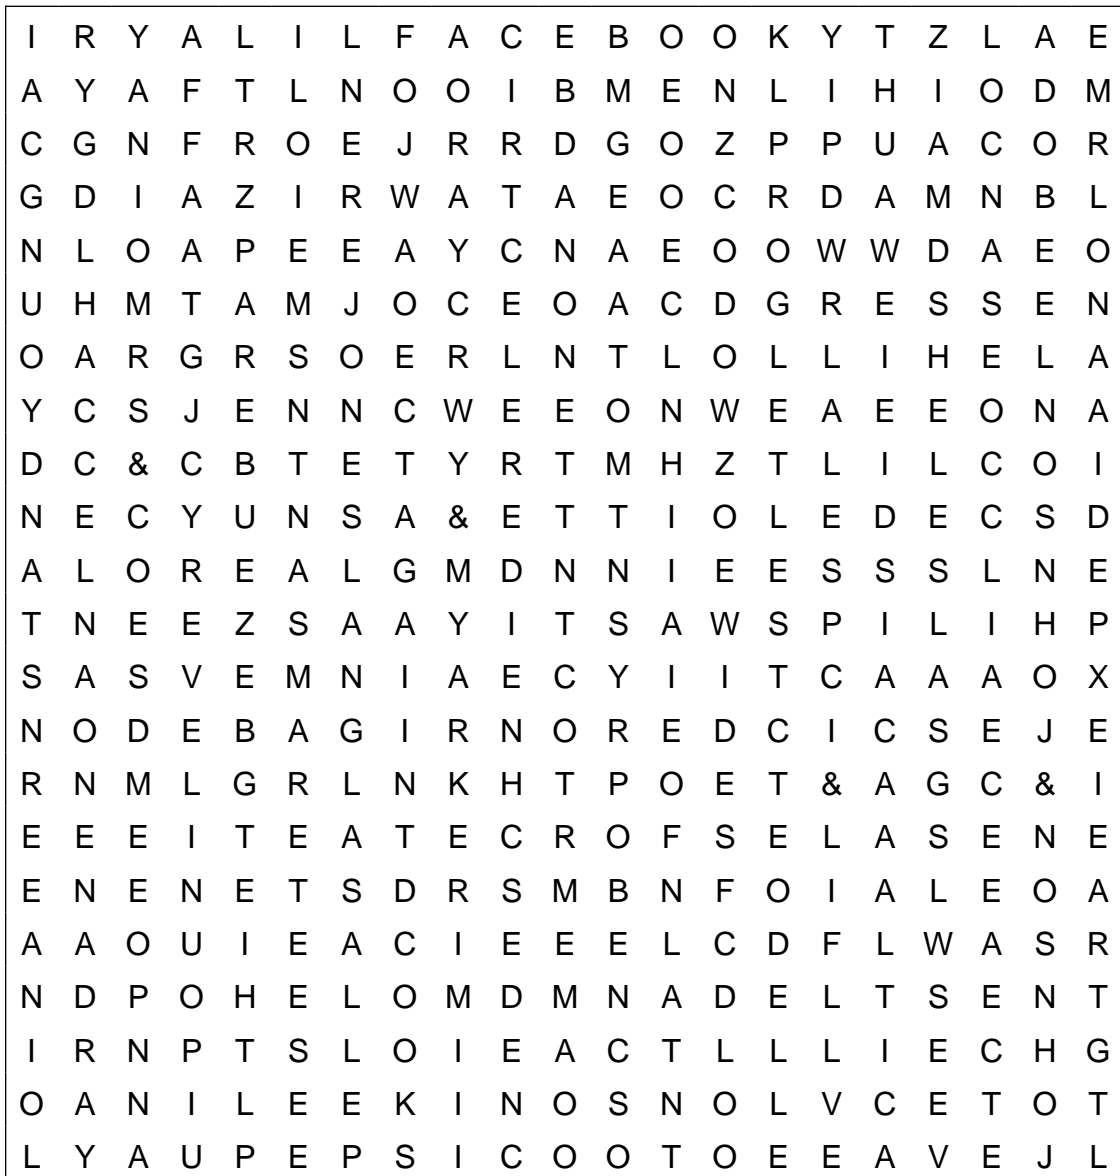 I R Y A L I L F A C E B O O K Y T Z L A E
A Y A F T L N O O I B M E N L I H I O D M
C G N F R O E J R R D G O Z P P U A C O R
G D I A Z I R W A T A E O C R D A M N B L
N L O A P E E A Y C N A E O O W W D A E O
U H M T A M J O C E O A C D G R E S S E N
O A R G R S O E R L N T L O L L I H E L A
Y C S J E N N C W E E O N W E A E E O N A
D C & C B T E T Y R T M H Z T L I L C O I
N E C Y U N S A & E T T I O L E D E C S D
A L O R E A L G M D N N I E E S S S L N E
T N E E Z S A A Y I T S A W S P I L I H P
S A S V E M N I A E C Y I I T C A A A O X
N O D E B A G I R N O R E D C I C S E J E
R N M L G R L N K H T P O E T & A G C & I
E E E I T E A T E C R O F S E L A S E N E
E N E N E T S D R S M B N F O I A L E O A
A A O U I E A C I E E E L C D F L W A S R
N D P O H E L O M D M N A D E L T S E N T
I R N P T S L O I E A C T L L L I E C H G
O A N I L E E K I N O S N O L V C E T O T
L Y A U P E P S I C O O T O E E A V E J L